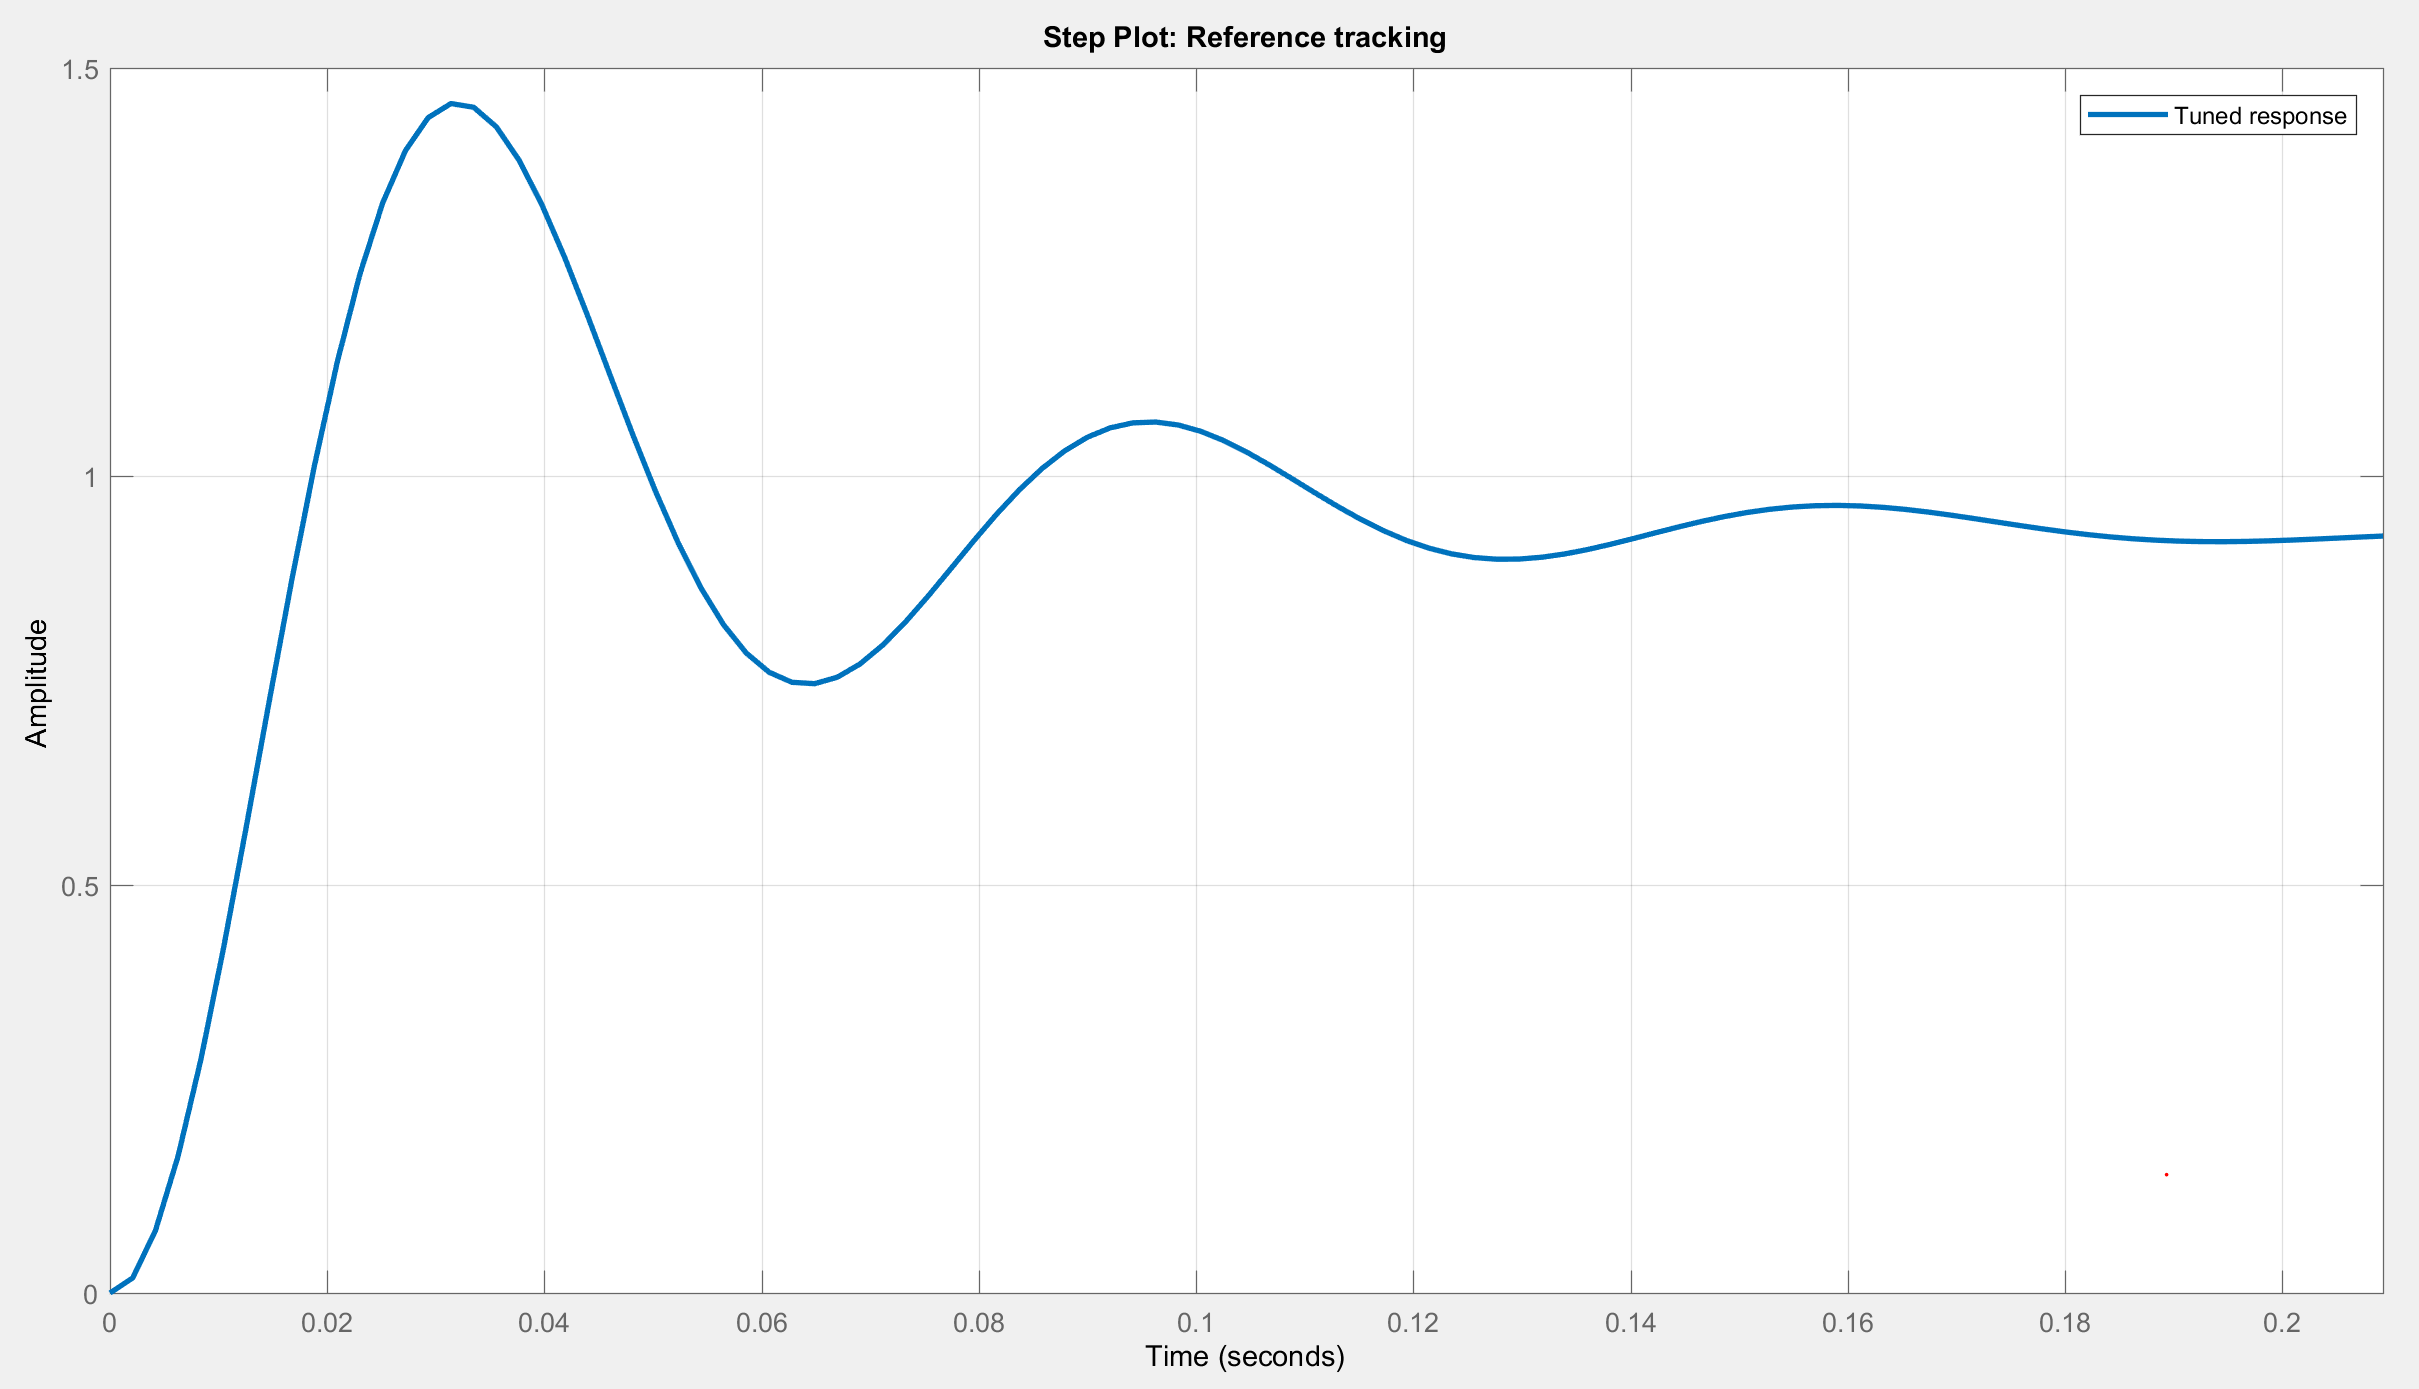 Step Plot: Reference tracking
1.5
Tuned response
1
Amplitude
0.5
0
0 0.02 0.04 0.06 0.08 0.1 0.12 0.14 0.16 0.18 0.2
Time (seconds)